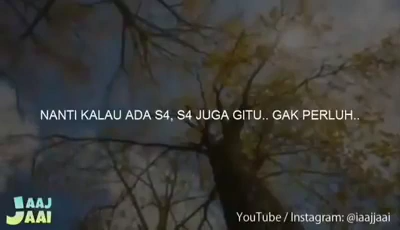 NANTI KALAU ADA S4, S4 JUGA GITU.. GAK PERLUH..
JAAJ
JAAI
YouTube / Instagram: @iaajjaai